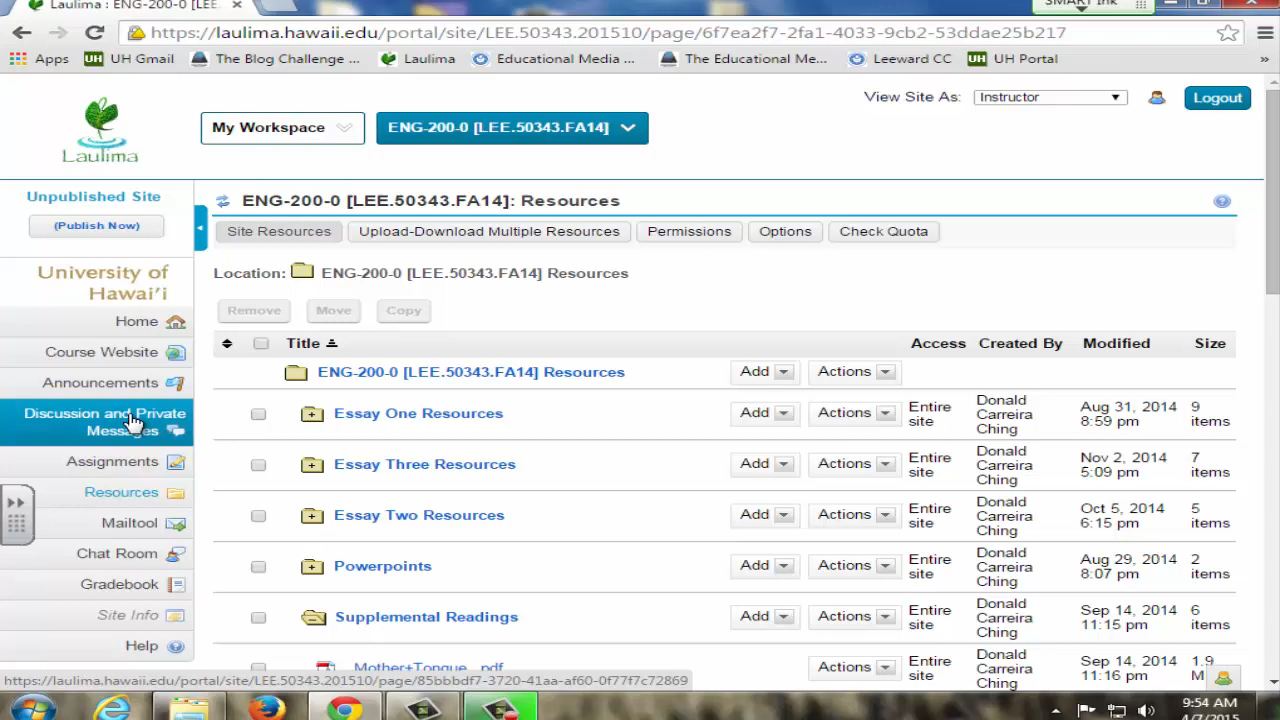 Laulima : ENG-200-0 [LEE.
SMART Ink
https://laulima.hawaii.edu/portal/site/LEE.50343.201510/page/6f7ea2f7-2fa1-4033-9cb2-53ddae25b217
Apps UH Gmail The Blog Challenge ... Laulima Educational Media ... The Educational Me... Leeward CC UH Portal »
View Site As: Instructor Logout
My Workspace ENG-200-0 [LEE.50343.FA14]
Laulima
Unpublished Site
(Publish Now)
University of
Hawai'i
Home
Course Website
Announcements
Discussion and Private
Messages
Assignments
Resources
Mailtool
Chat Room
Gradebook
Site Info
Help
ENG-200-0 [LEE.50343.FA14]: Resources
Site Resources Upload-Download Multiple Resources Permissions Options Check Quota
Location: ENG-200-0 [LEE.50343.FA14] Resources
Remove Move Copy
Title Access Created By Modified Size
ENG-200-0 [LEE.50343.FA14] Resources Add Actions
Essay One Resources Add Actions Entire site Donald Carreira Ching Aug 31, 2014 8:59 pm 9 items
Essay Three Resources Add Actions Entire site Donald Carreira Ching Nov 2, 2014 5:09 pm 7 items
Essay Two Resources Add Actions Entire site Donald Carreira Ching Oct 5, 2014 6:15 pm 5 items
Powerpoints Add Actions Entire site Donald Carreira Ching Aug 29, 2014 8:07 pm 2 items
Supplemental Readings Add Actions Entire site Donald Carreira Ching Sep 14, 2014 11:15 pm 6 items
Mother+Tongue_.pdf Actions Entire site Donald Carreira Sep 14, 2014 11:16 pm 1.9 M
https://laulima.hawaii.edu/portal/site/LEE.50343.201510/page/85bbbdf7-3720-41aa-af60-0f77f7c72869
9:54 AM
4/7/2015